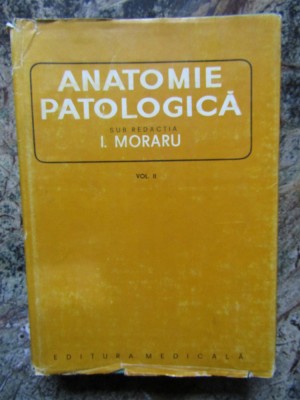 ANATOMIE
PATOLOGICĂ
SUB REDACȚIA
I. MORARU
VOL. II
EDITURA MEDICALĂ